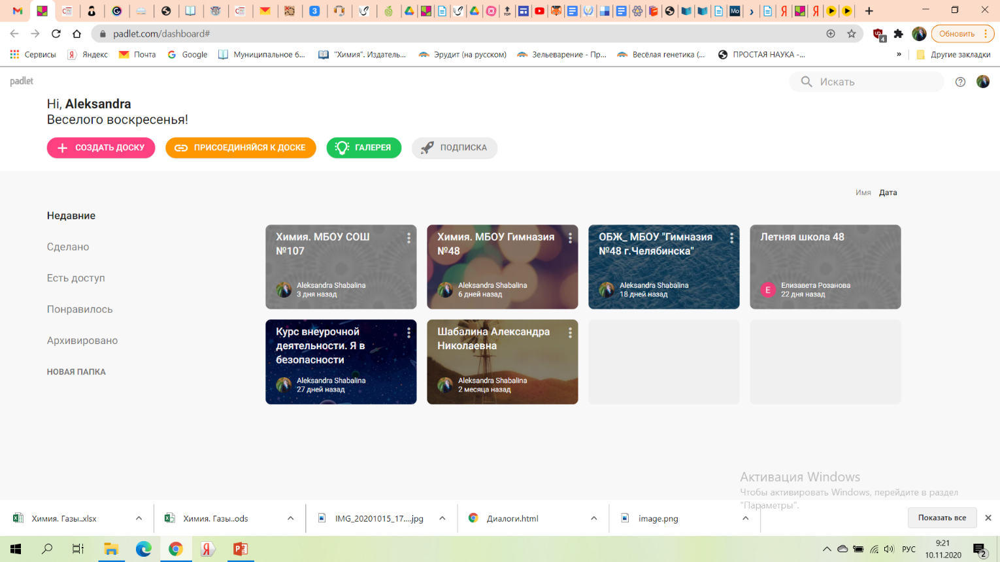 padlet.com/dashboard#
Обновить
4
Сервисы
Яндекс
Почта
Google
Муниципальное б...
"Химия". Издатель...
Эрудит (на русском)
Зельеварение - Пр...
Весёлая генетика (...
ПРОСТАЯ НАУКА -...
»
Другие закладки
padlet
Искать
Hi, Aleksandra
Веселого воскресенья!
СОЗДАТЬ ДОСКУ
ПРИСОЕДИНЯЙСЯ К ДОСКЕ
ГАЛЕРЕЯ
ПОДПИСКА
Имя
Дата
Недавние
Сделано
Есть доступ
Понравилось
Архивировано
НОВАЯ ПАПКА
Химия. МБОУ СОШ
№107
Aleksandra Shabalina
3 дня назад
Химия. МБОУ Гимназия
№48
Aleksandra Shabalina
6 дней назад
ОБЖ_ МБОУ "Гимназия
№48 г.Челябинска"
Aleksandra Shabalina
18 дней назад
Летняя школа 48
Е
Елизавета Розанова
22 дня назад
Курс внеурочной
деятельности. Я в
безопасности
Aleksandra Shabalina
27 дней назад
Шабалина Александра
Николаевна
Aleksandra Shabalina
2 месяца назад
Активация Windows
Чтобы активировать Windows, перейдите в раздел
"Параметры".
Химия. Газы..xlsx
Химия. Газы..ods
IMG_20201015_17....jpg
Диалоги.html
image.png
Показать все
РУС
9:21
10.11.2020
2